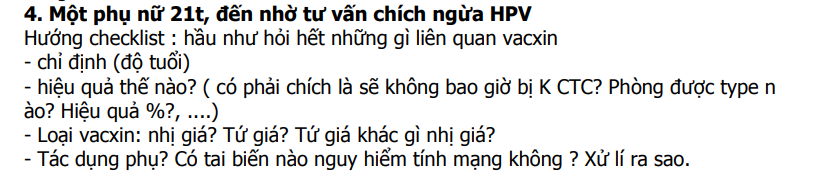 4. Một phụ nữ 21t, đến nhờ tư vấn chích ngừa HPV
Hướng checklist : hầu như hỏi hết những gì liên quan vacxin
- chỉ định (độ tuổi)
- hiệu quả thế nào? ( có phải chích là sẽ không bao giờ bị K CTC? Phòng được type n
ào? Hiệu quả %?, ....)
- Loại vacxin: nhị giá? Tứ giá? Tứ giá khác gì nhị giá?
- Tác dụng phụ? Có tai biến nào nguy hiểm tính mạng không ? Xử lí ra sao.